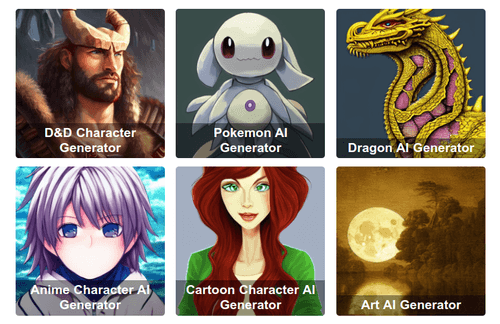 D&D Character
Generator
Pokemon AI
Generator
Dragon AI Generator
Anime Character AI
Generator
Cartoon Character AI
Generator
Art AI Generator